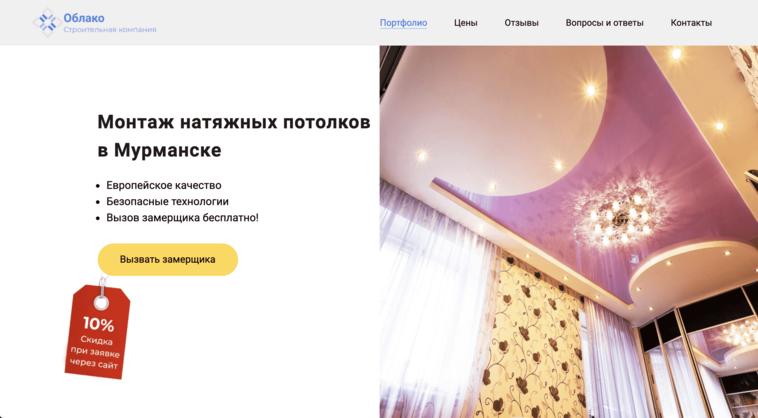 Облако
Строительная компания
Портфолио
Цены
Отзывы
Вопросы и ответы
Контакты
Монтаж натяжных потолков
в Мурманске
Европейское качество
Безопасные технологии
Вызов замерщика бесплатно!
Вызвать замерщика
10%
Скидка
при заявке
через сайт